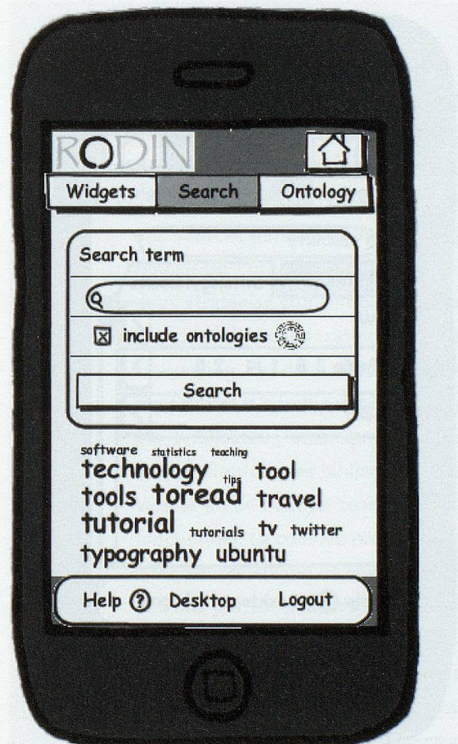 RODIN
Widgets Search Ontology
Search term
include ontologies
Search
software statistics teaching
technology tips tool
tools toread travel
tutorial tutorials tv twitter
typography ubuntu
Help ? Desktop Logout